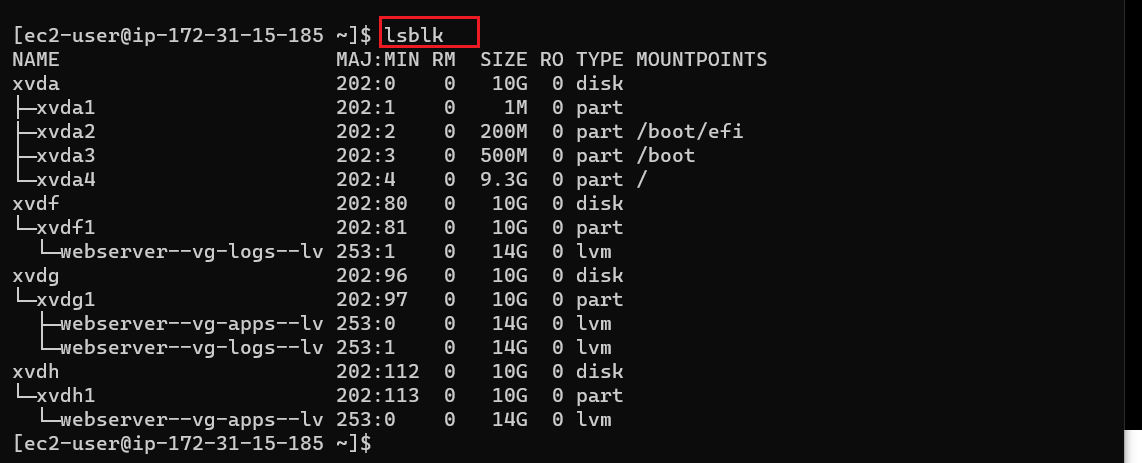 [ec2-user@ip-172-31-15-185 ~]$ lsblk
NAME                       MAJ:MIN RM   SIZE RO TYPE MOUNTPOINTS
xvda                       202:0    0    10G  0 disk
├─xvda1                    202:1    0     1M  0 part
├─xvda2                    202:2    0   200M  0 part /boot/efi
├─xvda3                    202:3    0   500M  0 part /boot
└─xvda4                    202:4    0   9.3G  0 part /
xvdf                       202:80   0    10G  0 disk
└─xvdf1                    202:81   0    10G  0 part
  └─webserver--vg-logs--lv 253:1    0    14G  0 lvm
xvdg                       202:96   0    10G  0 disk
└─xvdg1                    202:97   0    10G  0 part
  ├─webserver--vg-apps--lv 253:0    0    14G  0 lvm
  └─webserver--vg-logs--lv 253:1    0    14G  0 lvm
xvdh                       202:112  0    10G  0 disk
└─xvdh1                    202:113  0    10G  0 part
  └─webserver--vg-apps--lv 253:0    0    14G  0 lvm
[ec2-user@ip-172-31-15-185 ~]$